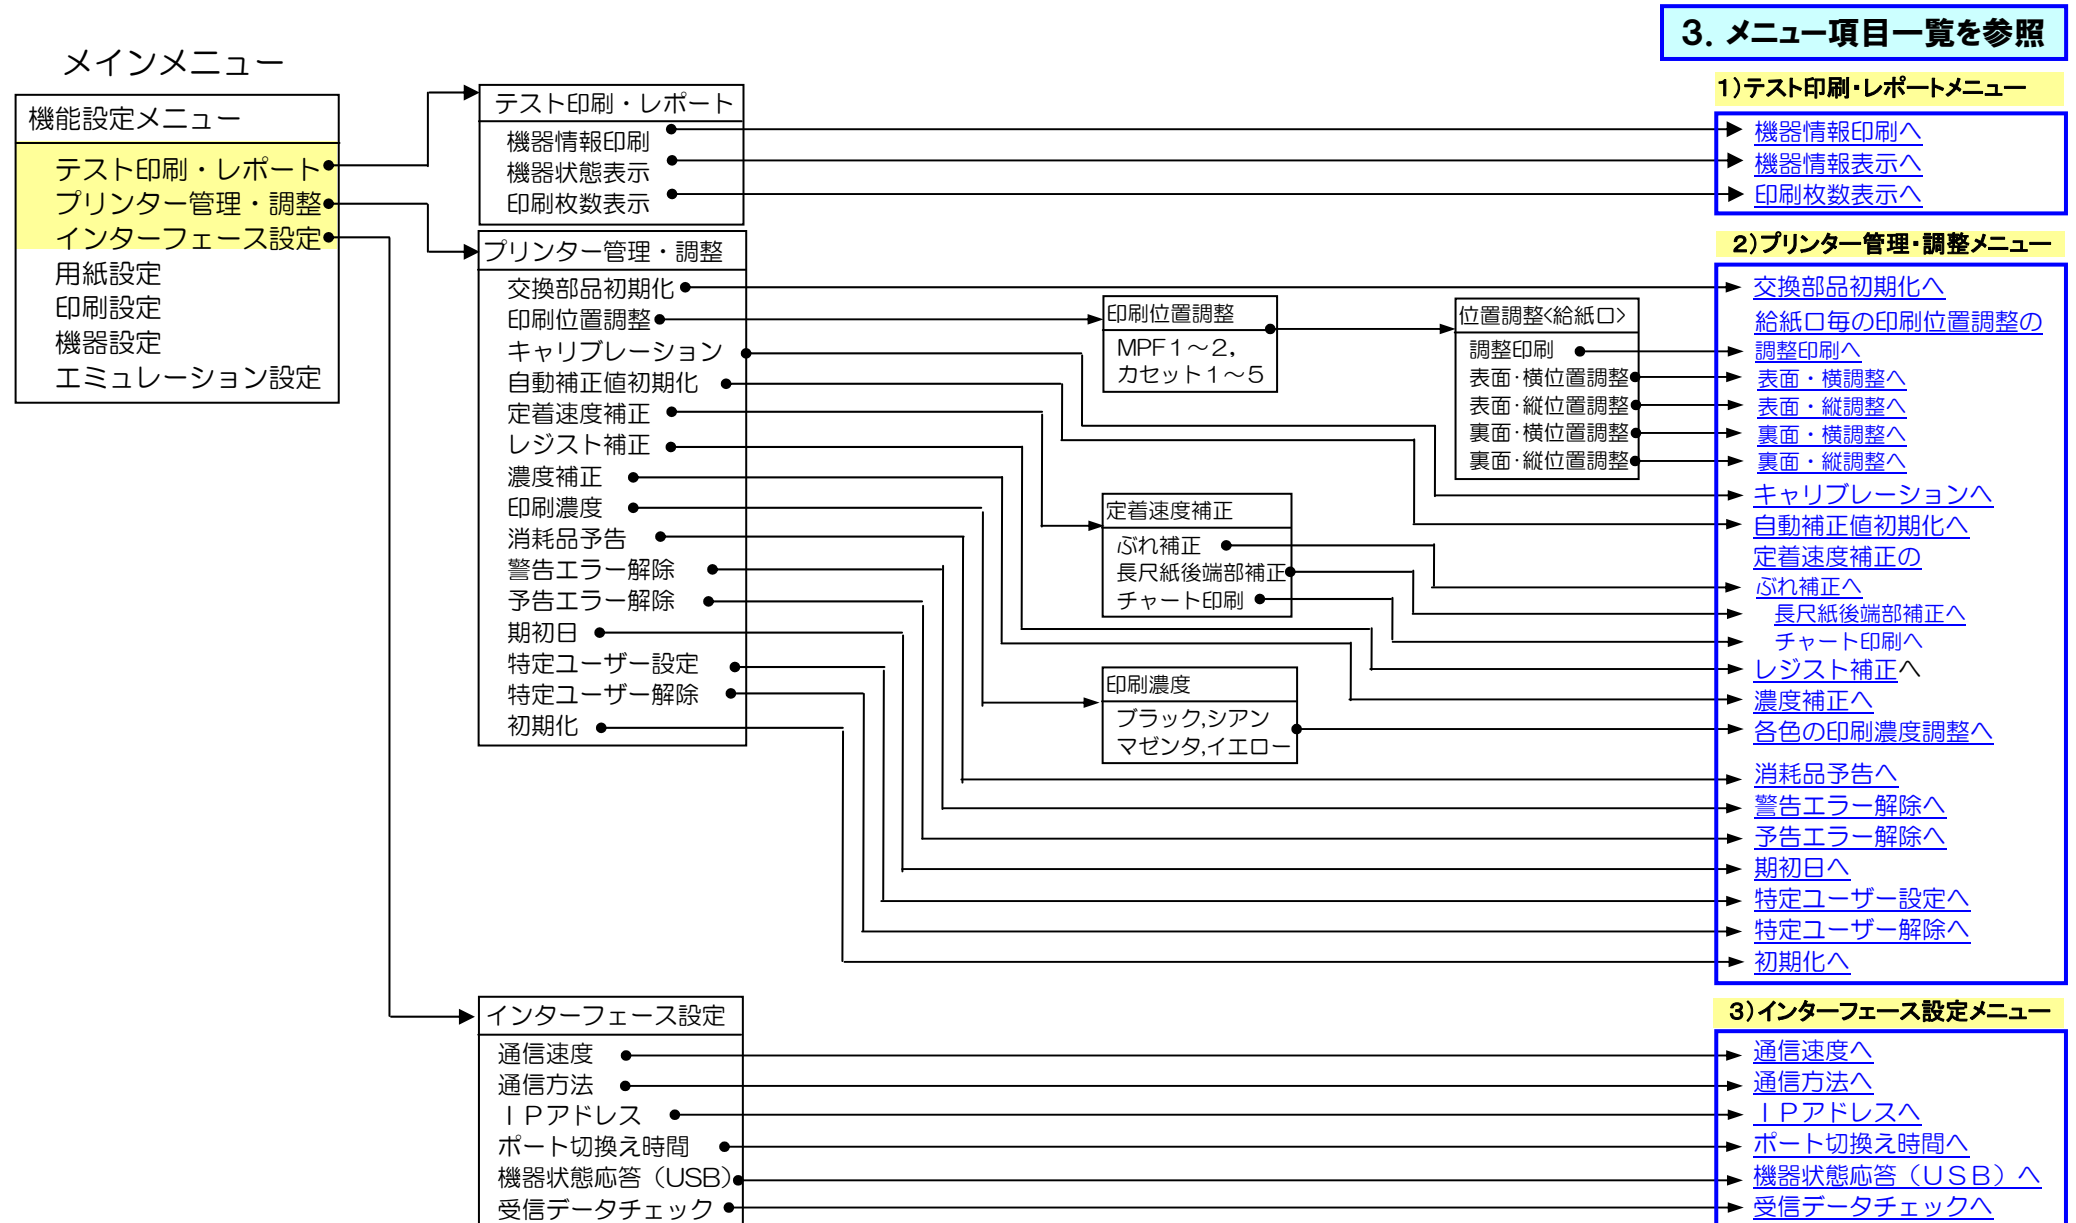 3．メニュー項目一覧を参照
メインメニュー
機能設定メニュー
テスト印刷・レポート
プリンター管理・調整
インターフェース設定
用紙設定
印刷設定
機器設定
エミュレーション設定
テスト印刷・レポート
機器情報印刷
機器状態表示
印刷枚数表示
プリンター管理・調整
交換部品初期化
印刷位置調整
キャリブレーション
自動補正値初期化
定着速度補正
レジスト補正
濃度補正
印刷濃度
消耗品予告
警告エラー解除
予告エラー解除
期初日
特定ユーザー設定
特定ユーザー解除
初期化
印刷位置調整
MPF１～２，
カセット１～５
位置調整<給紙口>
調整印刷
表面･横位置調整
表面･縦位置調整
裏面･横位置調整
裏面･縦位置調整
定着速度補正
ぶれ補正
長尺紙後端部補正
チャート印刷
印刷濃度
ブラック,シアン
マゼンタ,イエロー
インターフェース設定
通信速度
通信方法
ＩＰアドレス
ポート切換え時間
機器状態応答（USB）
受信データチェック
１）テスト印刷・レポートメニュー
機器情報印刷へ
機器情報表示へ
印刷枚数表示へ
２）プリンター管理・調整メニュー
交換部品初期化へ
給紙口毎の印刷位置調整の
調整印刷へ
表面・横調整へ
表面・縦調整へ
裏面・横調整へ
裏面・縦調整へ
キャリブレーションへ
自動補正値初期化へ
定着速度補正の
ぶれ補正へ
長尺紙後端部補正へ
チャート印刷へ
レジスト補正へ
濃度補正へ
各色の印刷濃度調整へ
消耗品予告へ
警告エラー解除へ
予告エラー解除へ
期初日へ
特定ユーザー設定へ
特定ユーザー解除へ
初期化へ
３）インターフェース設定メニュー
通信速度へ
通信方法へ
ＩＰアドレスへ
ポート切換え時間へ
機器状態応答（ＵＳＢ）へ
受信データチェックへ